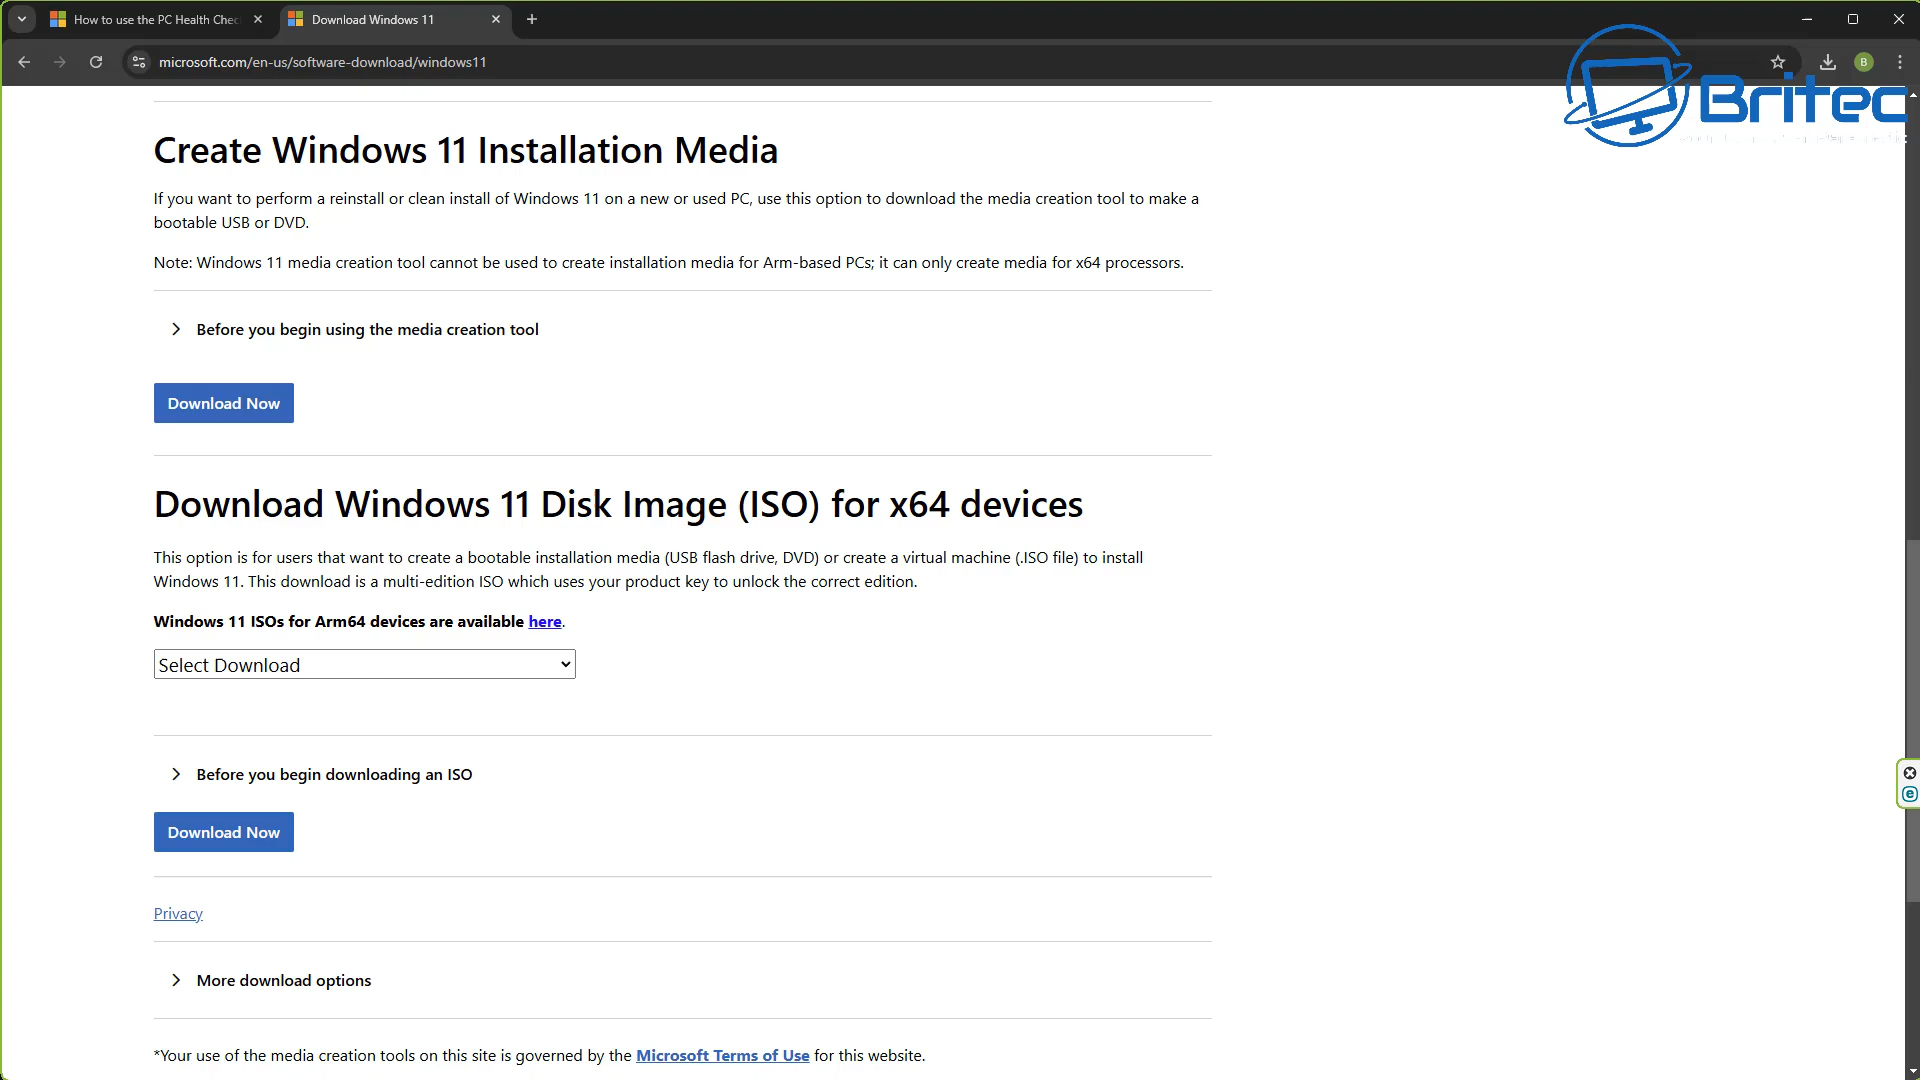 How to use the PC Health Chec
Download Windows 11
microsoft.com/en-us/software-download/windows11
B
Britec
Create Windows 11 Installation Media
If you want to perform a reinstall or clean install of Windows 11 on a new or used PC, use this option to download the media creation tool to make a
bootable USB or DVD.
Note: Windows 11 media creation tool cannot be used to create installation media for Arm-based PCs; it can only create media for x64 processors.
Before you begin using the media creation tool
Download Now
Download Windows 11 Disk Image (ISO) for x64 devices
This option is for users that want to create a bootable installation media (USB flash drive, DVD) or create a virtual machine (.ISO file) to install
Windows 11. This download is a multi-edition ISO which uses your product key to unlock the correct edition.
Windows 11 ISOs for Arm64 devices are available here.
Select Download
Before you begin downloading an ISO
Download Now
Privacy
More download options
*Your use of the media creation tools on this site is governed by the Microsoft Terms of Use for this website.